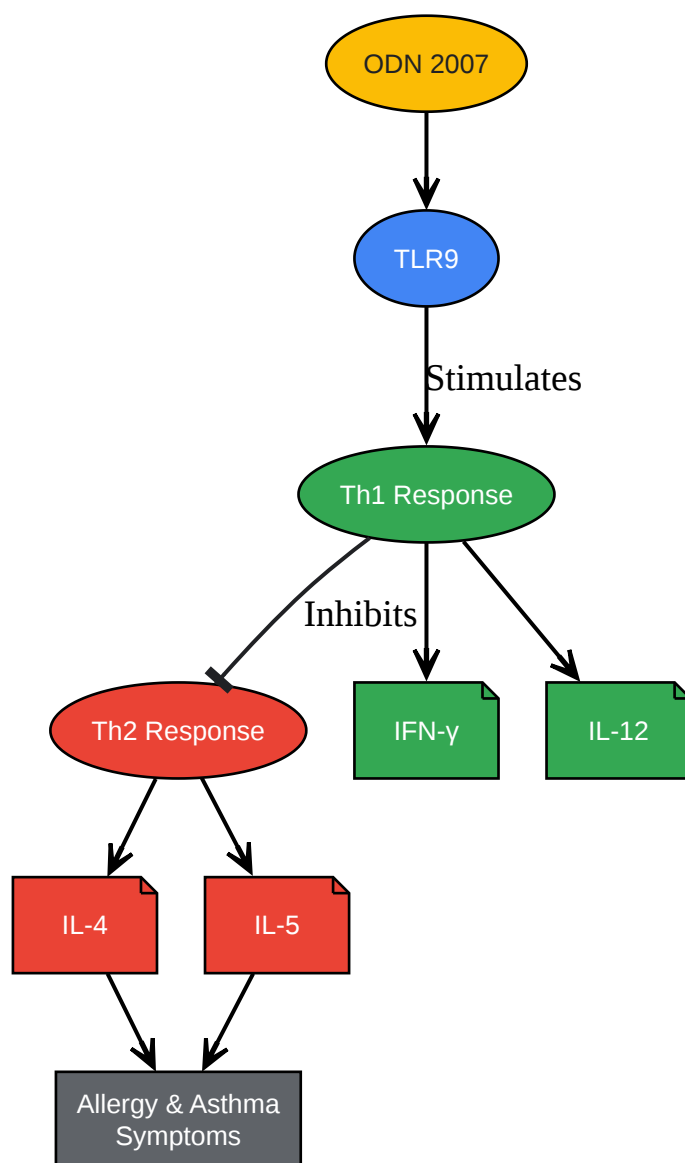 ODN 2007
TLR9
Stimulates
Th1 Response
Inhibits
Th2 Response
IFN-γ
IL-12
IL-4
IL-5
Allergy & Asthma
Symptoms